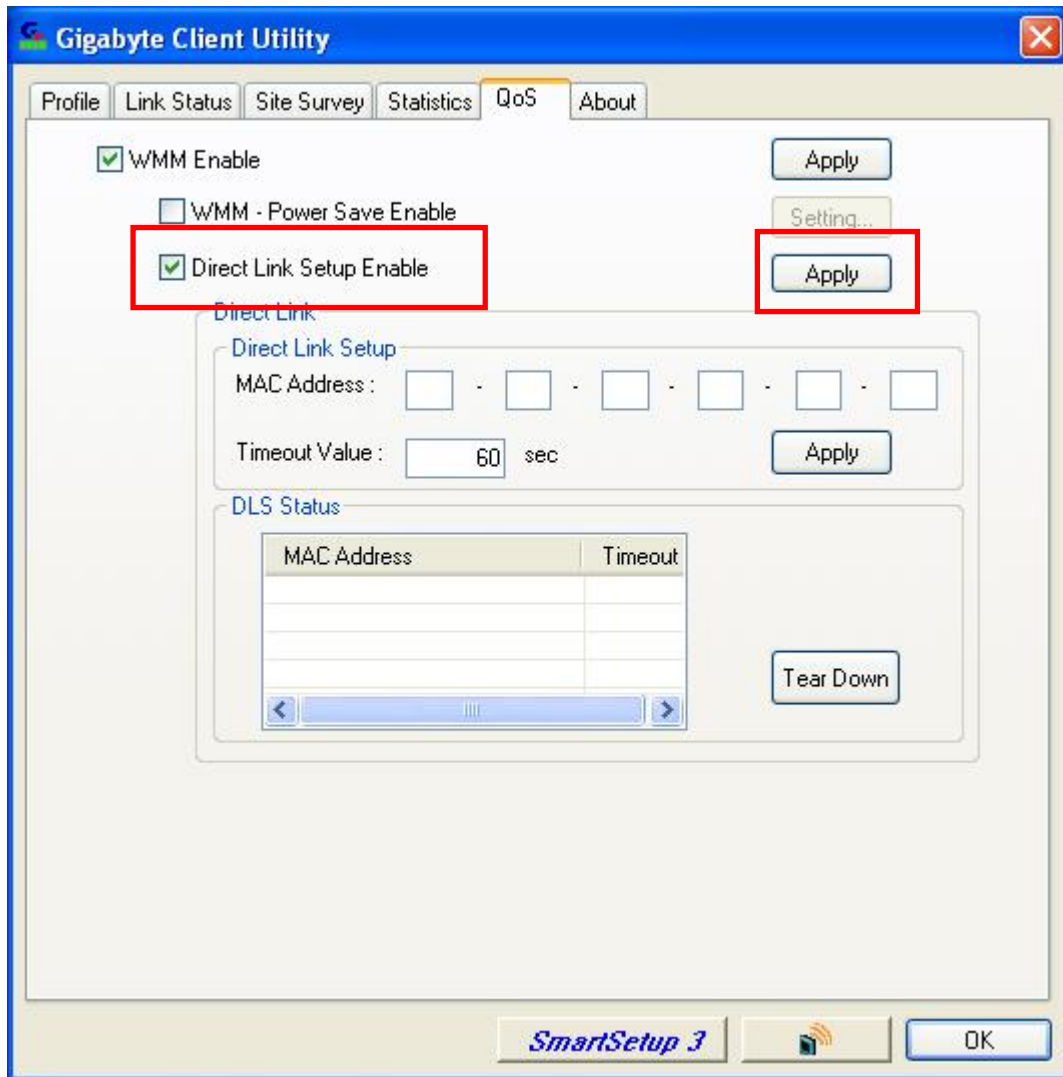 Gigabyte Client Utility
Profile Link Status Site Survey Statistics QoS About
WMM Enable Apply
WMM - Power Save Enable Setting...
Direct Link Setup Enable Apply
Direct Link
Direct Link Setup
MAC Address : - - - - -
Timeout Value : 60 sec Apply
DLS Status
MAC Address Timeout
Tear Down
SmartSetup 3 OK